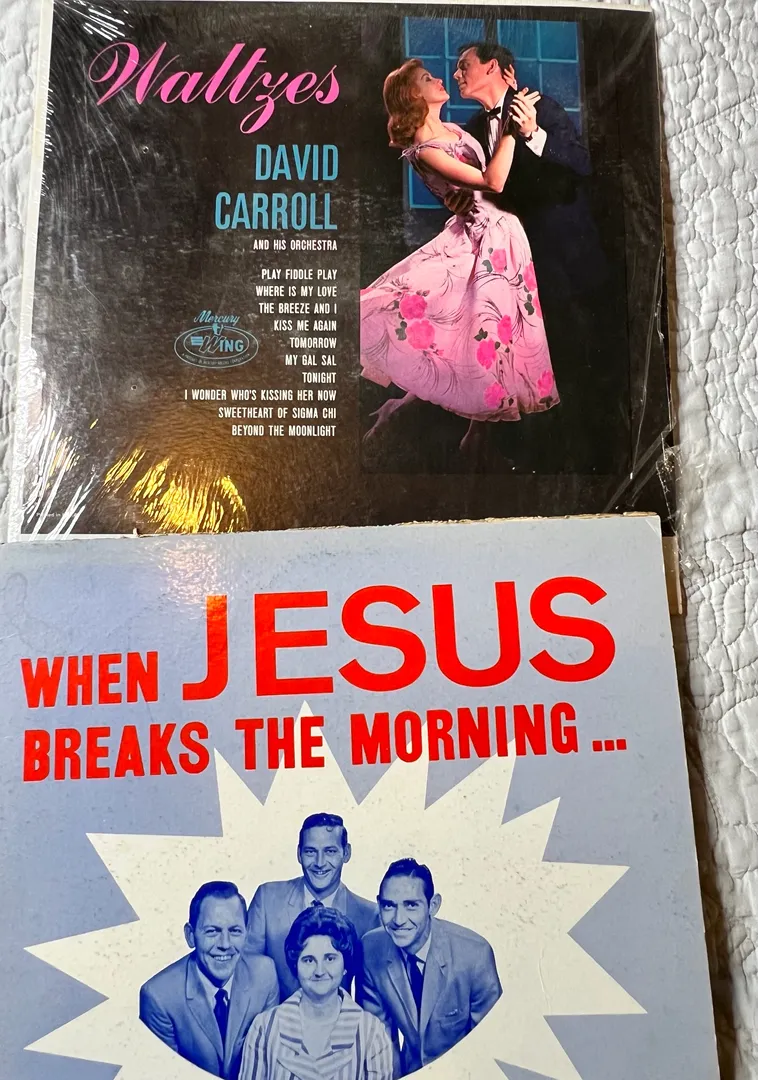 Waltzes
DAVID
CARROLL
AND HIS ORCHESTRA
PLAY FIDDLE PLAY
WHERE IS MY LOVE
THE BREEZE AND I
KISS ME AGAIN
TOMORROW
MY GAL SAL
TONIGHT
I WONDER WHO'S KISSING HER NOW
SWEETHEART OF SIGMA CHI
BEYOND THE MOONLIGHT
Mercury
WING
WHEN JESUS
BREAKS THE MORNING...